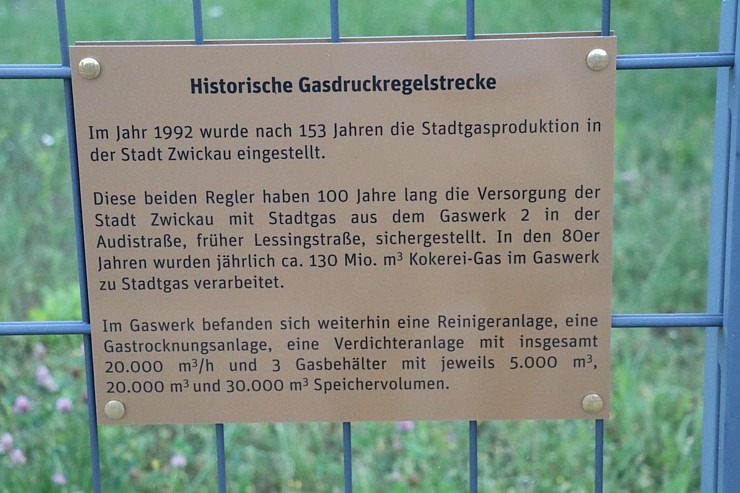 Historische Gasdruckregelstrecke
Im Jahr 1992 wurde nach 153 Jahren die Stadtgasproduktion in
der Stadt Zwickau eingestellt.
Diese beiden Regler haben 100 Jahre lang die Versorgung der
Stadt Zwickau mit Stadtgas aus dem Gaswerk 2 in der
Audistraße, früher Lessingstraße, sichergestellt. In den 80er
Jahren wurden jährlich ca. 130 Mio. m³ Kokerei-Gas im Gaswerk
zu Stadtgas verarbeitet.
Im Gaswerk befanden sich weiterhin eine Reinigeranlage, eine
Gastrocknungsanlage, eine Verdichteranlage mit insgesamt
20.000 m³/h und 3 Gasbehälter mit jeweils 5.000 m³,
20.000 m³ und 30.000 m³ Speichervolumen.